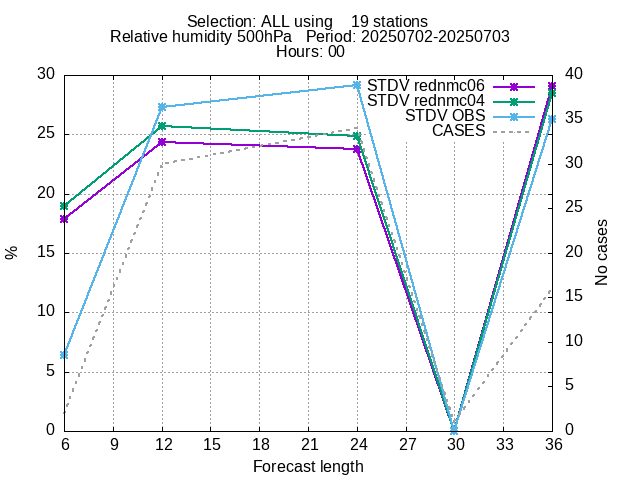 Selection: ALL using    19 stations
Relative humidity 500hPa   Period: 20250702-20250703
Hours: 00
STDV rednmc06
STDV rednmc04
STDV OBS
CASES
30
25
20
15
10
5
0
%
40
35
30
25
20
15
10
5
0
No cases
6 9 12 15 18 21 24 27 30 33 36
Forecast length